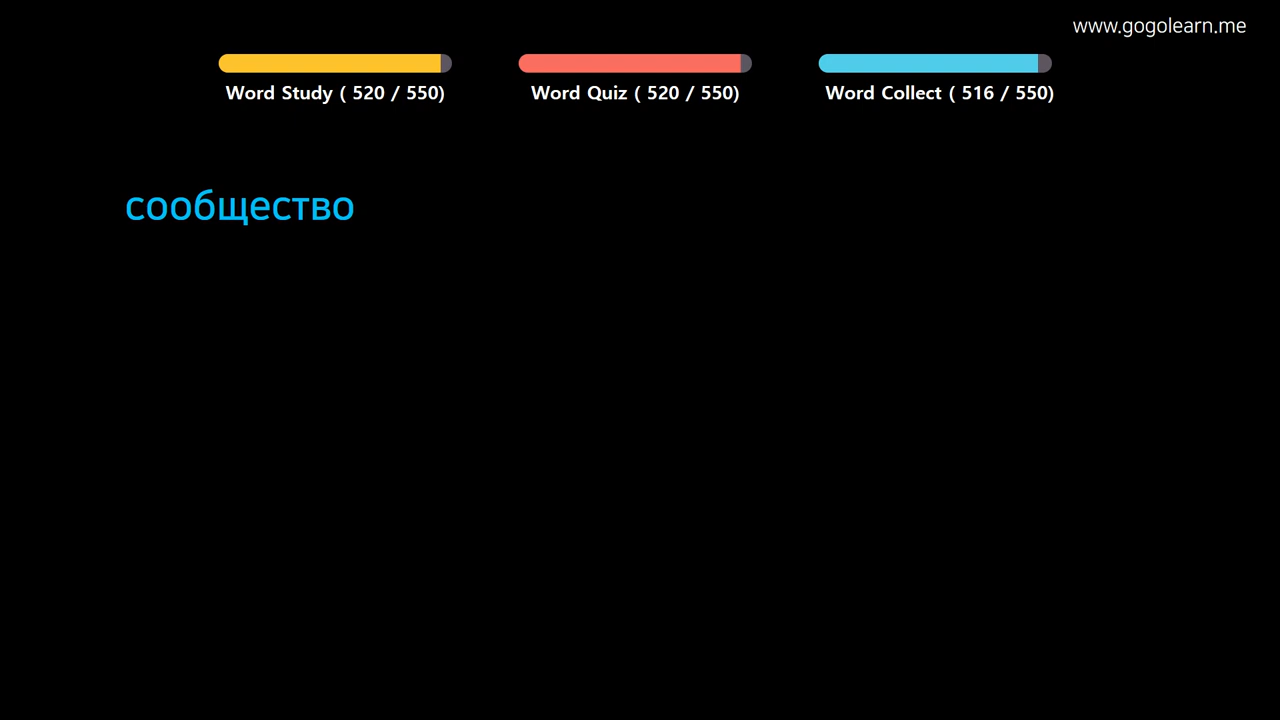 www.gogolearn.me
Word Study ( 520 / 550)
Word Quiz ( 520 / 550)
Word Collect ( 516 / 550)
сообщество